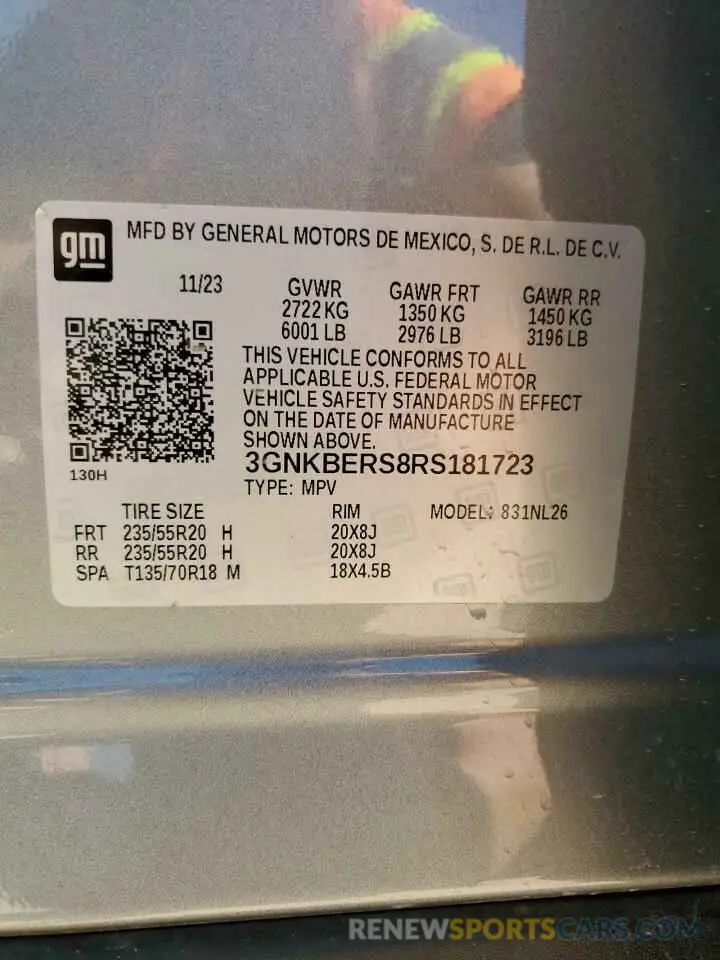 gm
MFD BY GENERAL MOTORS DE MEXICO, S. DE R.L. DE C.V.
11/23 GVWR GAWR FRT GAWR RR
2722 KG 1350 KG 1450 KG
6001 LB 2976 LB 3196 LB
THIS VEHICLE CONFORMS TO ALL
APPLICABLE U.S. FEDERAL MOTOR
VEHICLE SAFETY STANDARDS IN EFFECT
ON THE DATE OF MANUFACTURE
SHOWN ABOVE.
130H
3GNKBERS8RS181723
TYPE: MPV
TIRE SIZE RIM MODEL: 831NL26
FRT 235/55R20 H 20X8J
RR 235/55R20 H 20X8J
SPA T135/70R18 M 18X4.5B
RENEWSPORTSCARS.COM